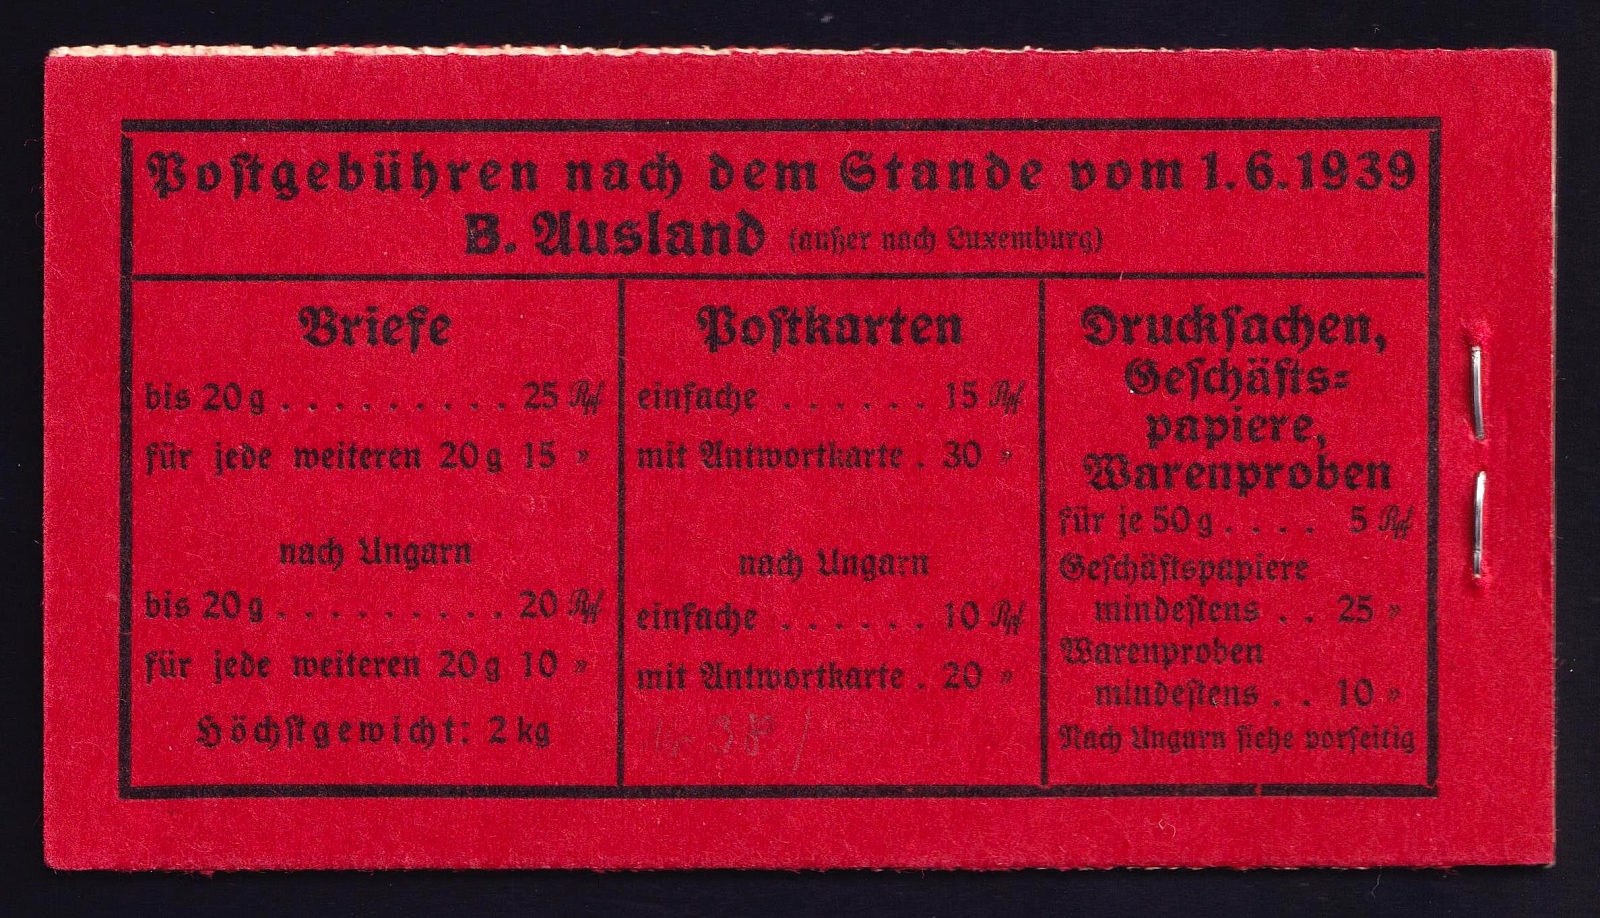 Postgebühren nach dem Stande vom 1.6.1939
B. Ausland (außer nach Luxemburg)
Briefe
bis 20 g . . . . . . . . . . 25 Rpf
für jede weiteren 20 g 15 »
nach Ungarn
bis 20 g . . . . . . . . . . 20 Rpf
für jede weiteren 20 g 10 »
Höchstgewicht: 2 kg
Postkarten
einfache . . . . . . 15 Rpf
mit Antwortkarte . 30 »
nach Ungarn
einfache . . . . . . 10 Rpf
mit Antwortkarte . 20 »
Drucksachen,
Geschäfts=
papiere,
Warenproben
für je 50 g . . . . 5 Rpf
Geschäftspapiere
mindestens . . 25 »
Warenproben
mindestens . . 10 »
Nach Ungarn siehe vorseitig